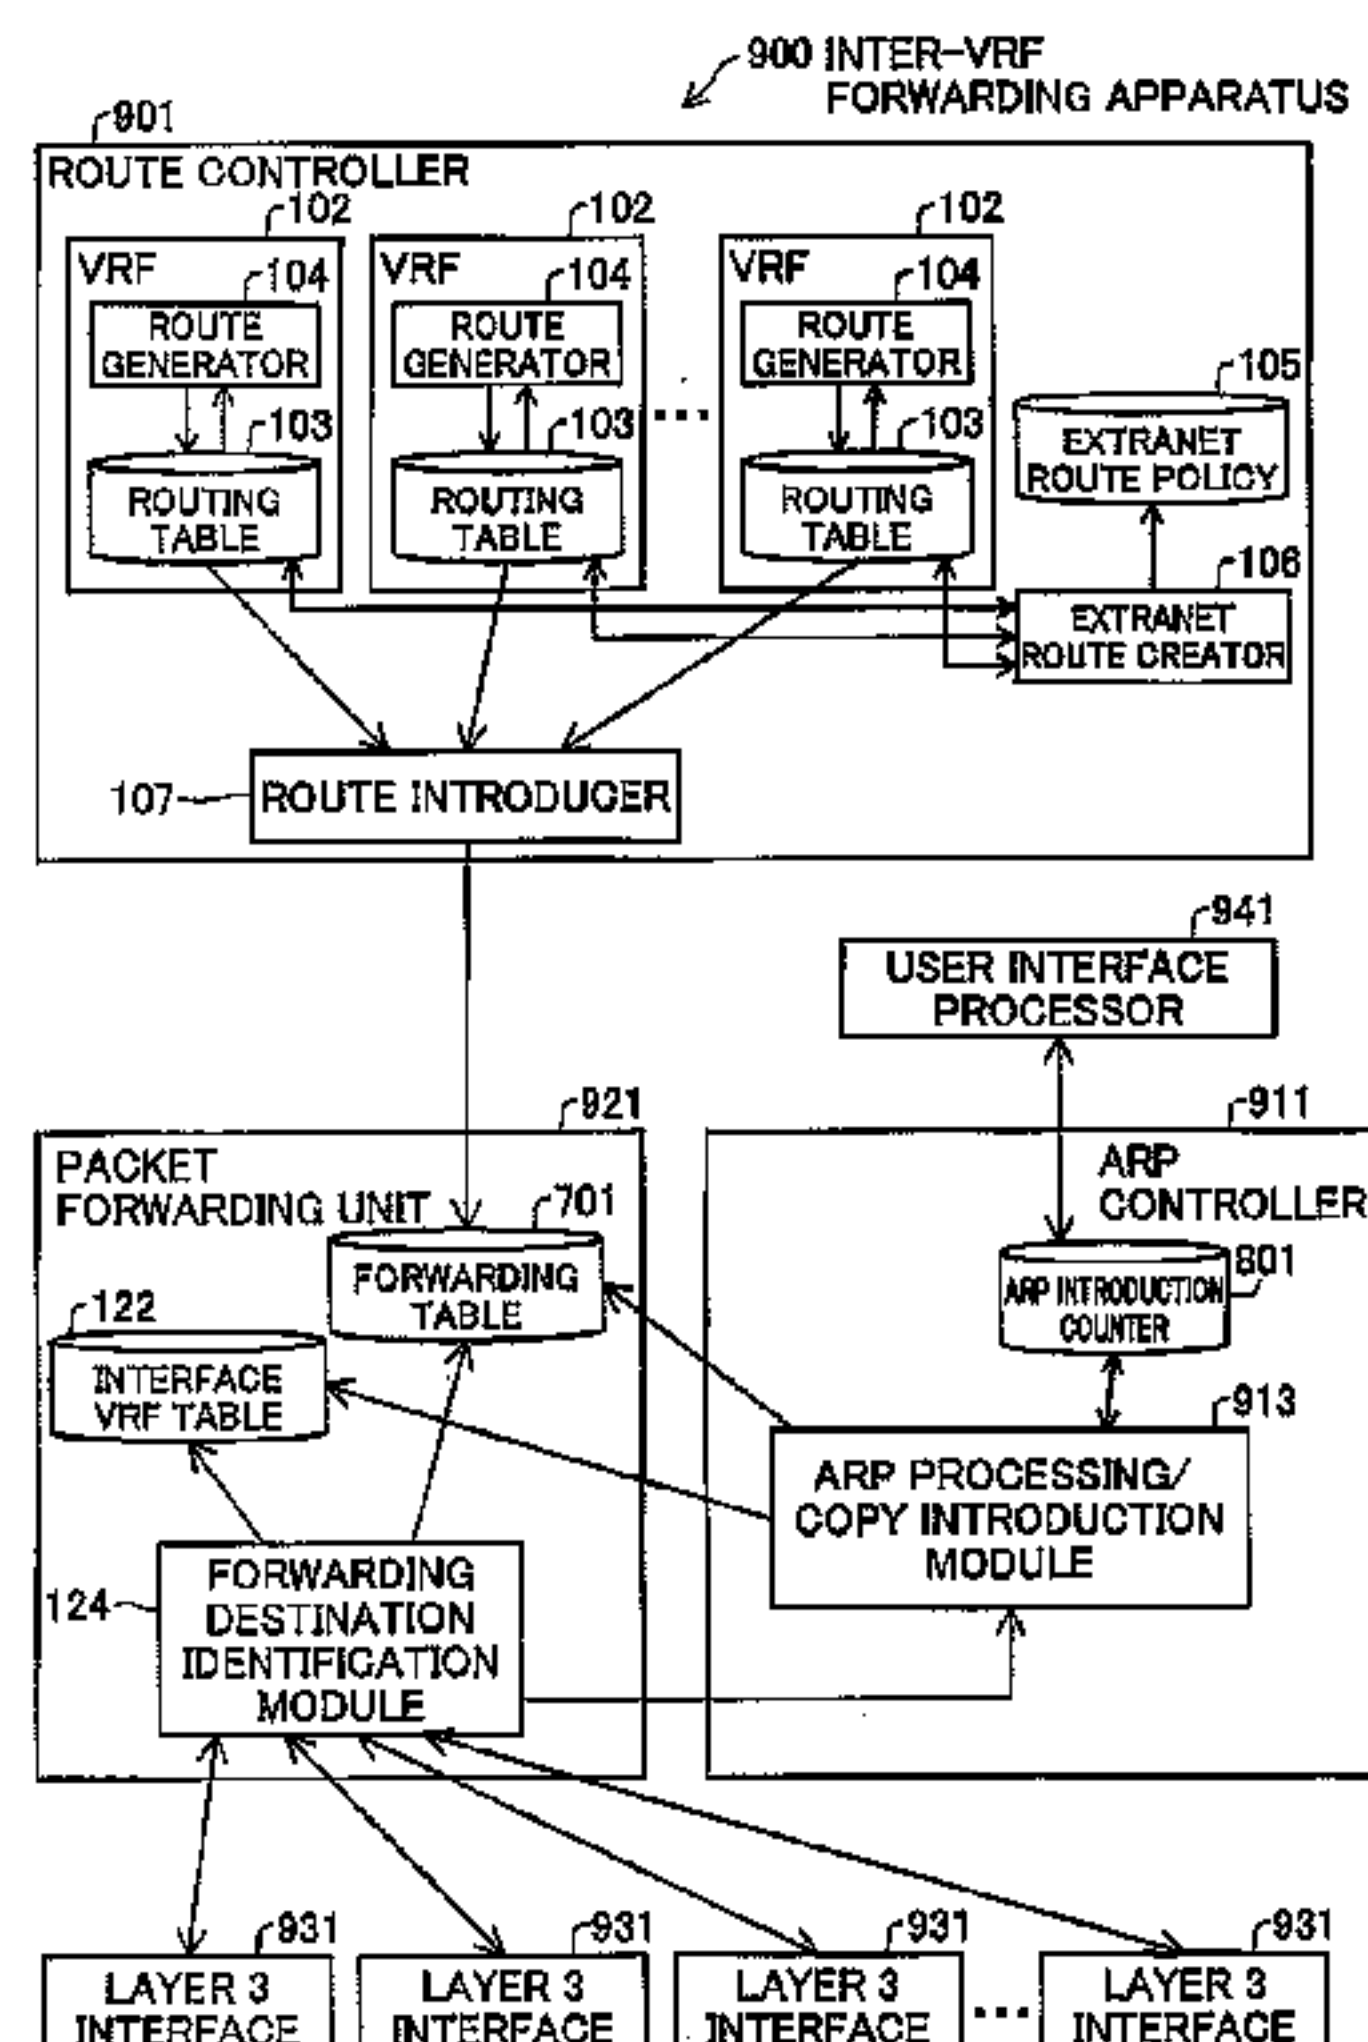 900 INTER-VRF
FORWARDING APPARATUS
901
ROUTE CONTROLLER
102
102
102
VRF
VRF
VRF
104
104
104
ROUTE
GENERATOR
ROUTE
GENERATOR
ROUTE
GENERATOR
105
EXTRANET
ROUTE POLICY
103
103
...
103
ROUTING
TABLE
ROUTING
TABLE
ROUTING
TABLE
106
EXTRANET
ROUTE CREATOR
107
ROUTE INTRODUCER
941
USER INTERFACE
PROCESSOR
921
PACKET
FORWARDING UNIT
701
FORWARDING
TABLE
122
INTERFACE
VRF TABLE
124
FORWARDING
DESTINATION
IDENTIFICATION
MODULE
911
ARP
CONTROLLER
801
ARP INTRODUCTION
COUNTER
913
ARP PROCESSING/
COPY INTRODUCTION
MODULE
931
931
931
931
LAYER 3
INTERFACE
LAYER 3
INTERFACE
LAYER 3
INTERFACE
...
LAYER 3
INTERFACE